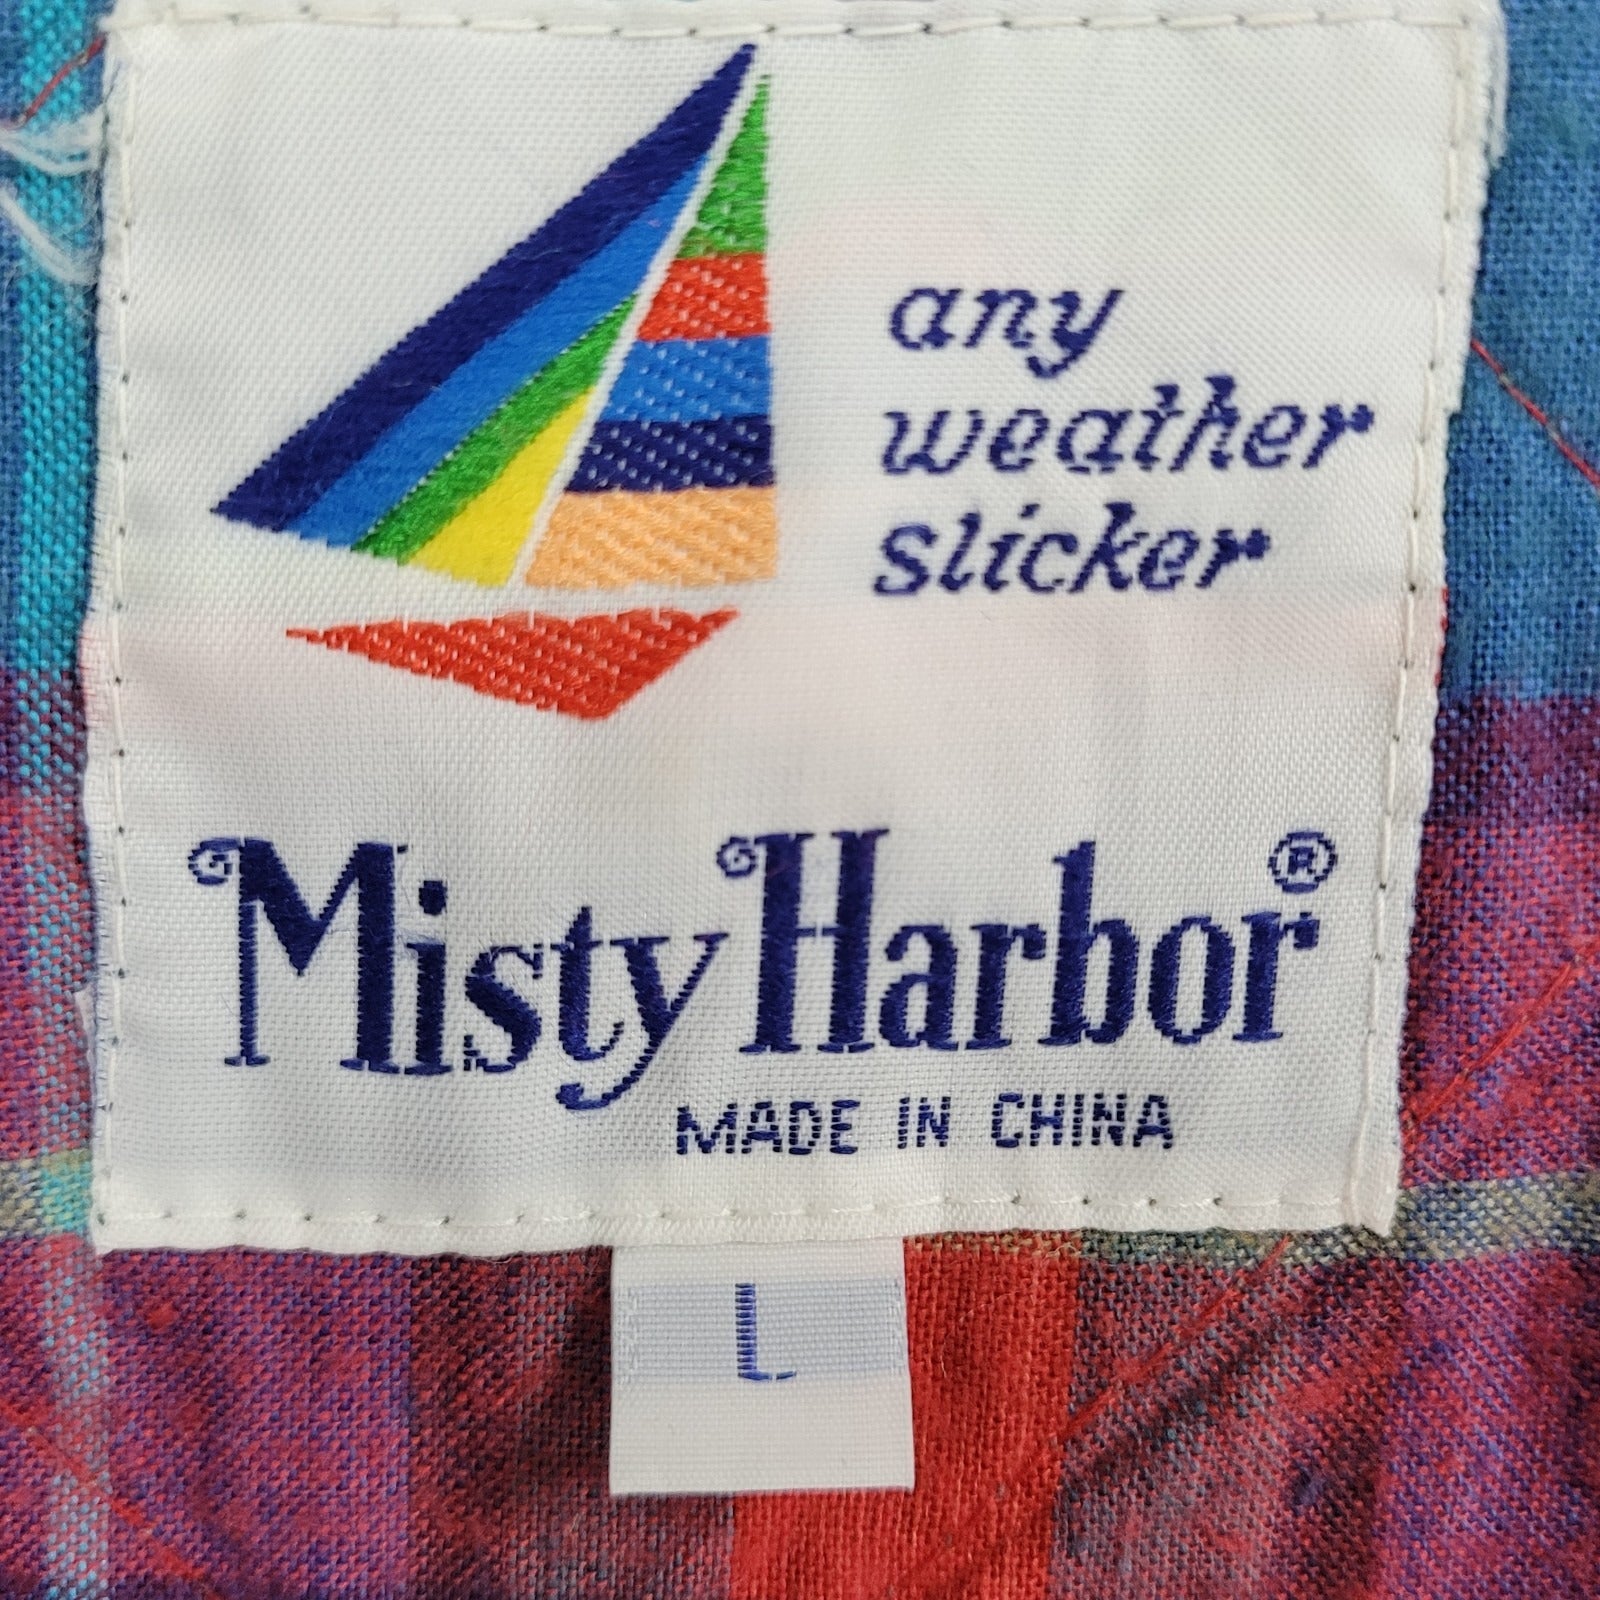 any
weather
slicker
Misty Harbor®
MADE IN CHINA
L